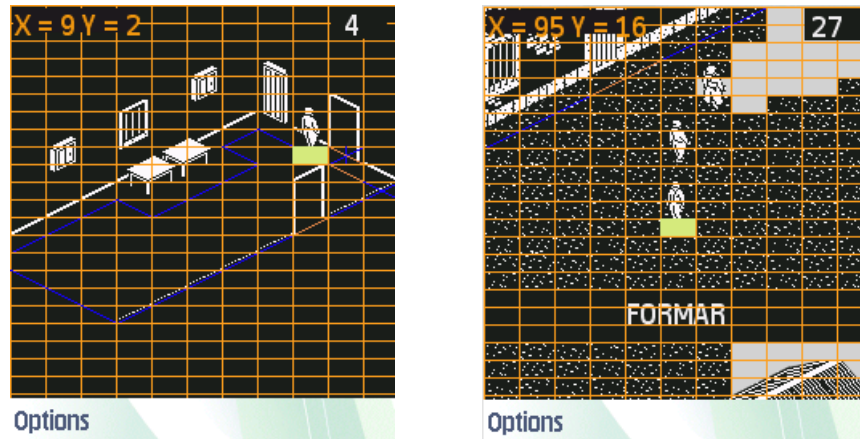 X = 9 Y = 2
4
Options
X = 95 Y = 16
27
FORMAR
Options